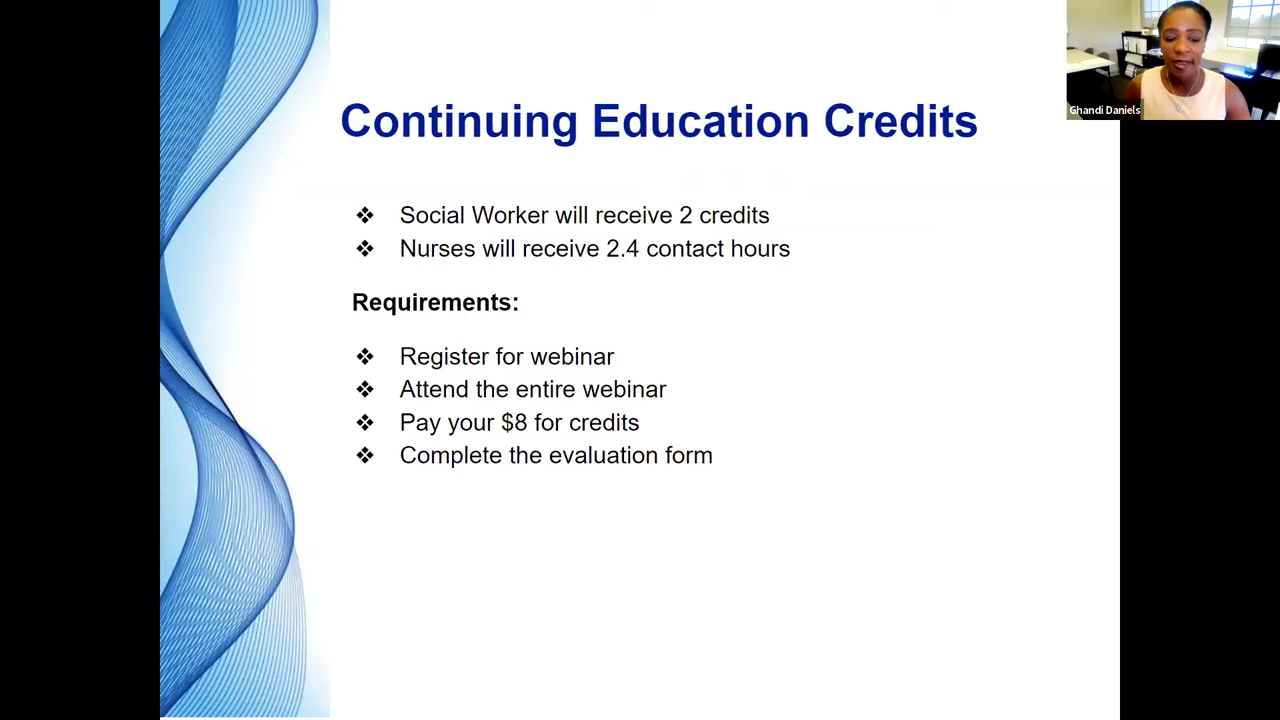 Continuing Education Credits
❖ Social Worker will receive 2 credits
❖ Nurses will receive 2.4 contact hours
Requirements:
❖ Register for webinar
❖ Attend the entire webinar
❖ Pay your $8 for credits
❖ Complete the evaluation form
Ghandi Daniels